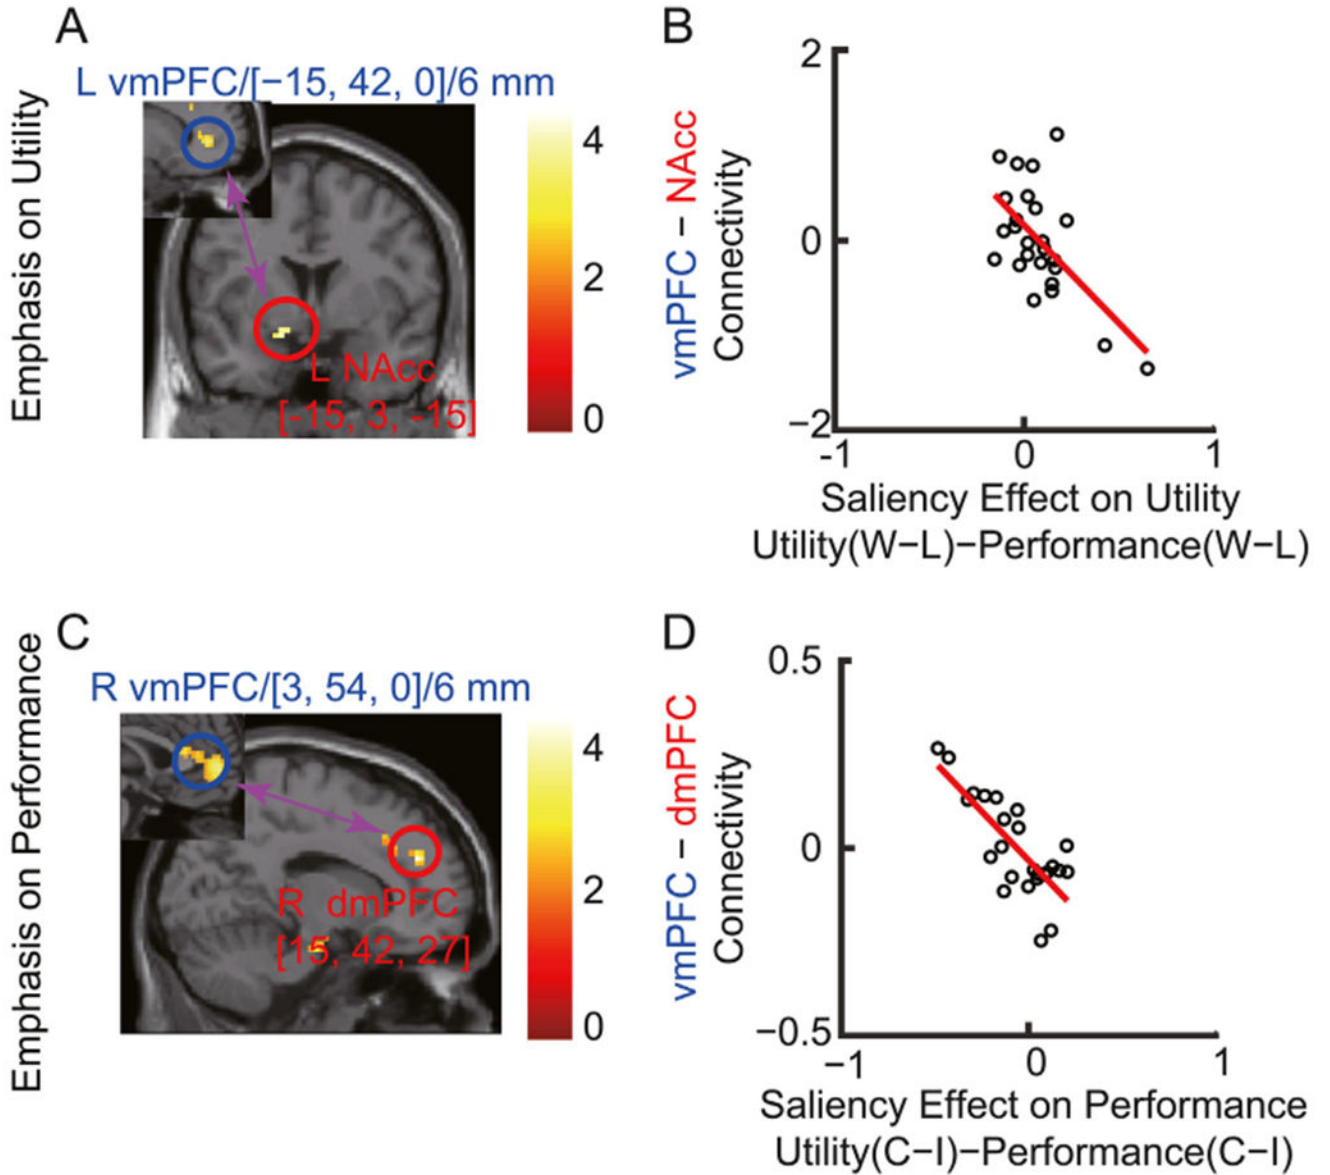 A
Emphasis on Utility
L vmPFC/[−15, 42, 0]/6 mm
4
2
0
L NAcc
[-15, 3, -15]
B
vmPFC − NAcc
Connectivity
2
0
−2
-1
0
1
Saliency Effect on Utility
Utility(W−L)−Performance(W−L)
C
Emphasis on Performance
R vmPFC/[3, 54, 0]/6 mm
4
2
0
R dmPFC
[15, 42, 27]
D
vmPFC − dmPFC
Connectivity
0.5
0
−0.5
−1
0
1
Saliency Effect on Performance
Utility(C−I)−Performance(C−I)